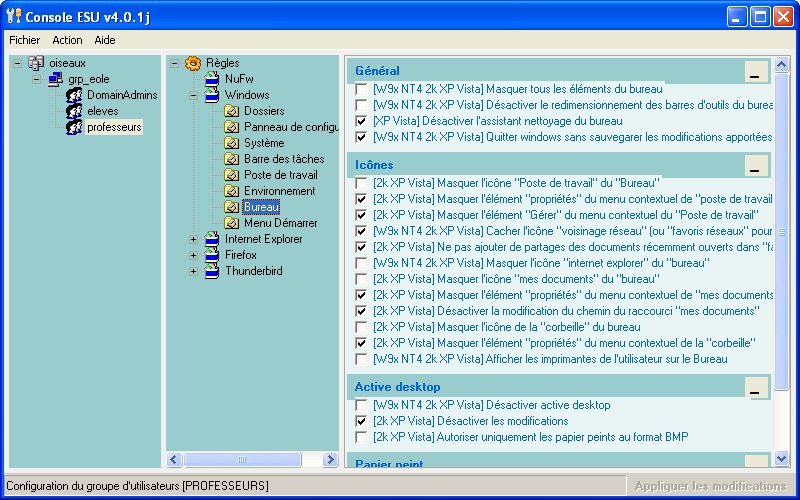 Console ESU v4.0.1j
Fichier Action Aide
oiseaux
grp_eole
DomainAdmins
eleves
professeurs
Règles
NuFw
Windows
Dossiers
Panneau de configu
Système
Barre des tâches
Poste de travail
Environnement
Bureau
Menu Démarrer
Internet Explorer
Firefox
Thunderbird
Général
[W9x NT4 2k XP Vista] Masquer tous les éléments du bureau
[W9x NT4 2k XP Vista] Désactiver le redimensionnement des barres d'outils du burea
[XP Vista] Désactiver l'assistant nettoyage du bureau
[W9x NT4 2k XP Vista] Quitter windows sans sauvegarer les modifications apportées
Icônes
[2k XP Vista] Masquer l'icône "Poste de travail" du "Bureau"
[2k XP Vista] Masquer l'élément "propriétés" du menu contextuel de "poste de travail
[2k XP Vista] Masquer l'élément "Gérer" du menu contextuel du "Poste de travail"
[W9x NT4 2k XP Vista] Cacher l'icône "voisinage réseau" (ou "favoris réseaux" pour
[2k XP Vista] Ne pas ajouter de partages des documents récemment ouverts dans "fa
[W9x NT4 2k XP Vista] Masquer l'icône "internet explorer" du "bureau"
[2k XP Vista] Masquer l'icône "mes documents" du "bureau"
[2k XP Vista] Masquer l'élément "propriétés" du menu contextuel de "mes documents
[2k XP Vista] Désactiver la modification du chemin du raccourci "mes documents"
[2k XP Vista] Masquer l'icône de la "corbeille" du bureau
[2k XP Vista] Masquer l'élément "propriétés" du menu contextuel de la "corbeille"
[W9x NT4 2k XP Vista] Afficher les imprimantes de l'utilisateur sur le Bureau
Active desktop
[W9x NT4 2k XP Vista] Désactiver active desktop
[2k XP Vista] Désactiver les modifications
[2k XP Vista] Autoriser uniquement les papier peints au format BMP
Papier peint
Configuration du groupe d'utilisateurs [PROFESSEURS]
Appliquer les modifications